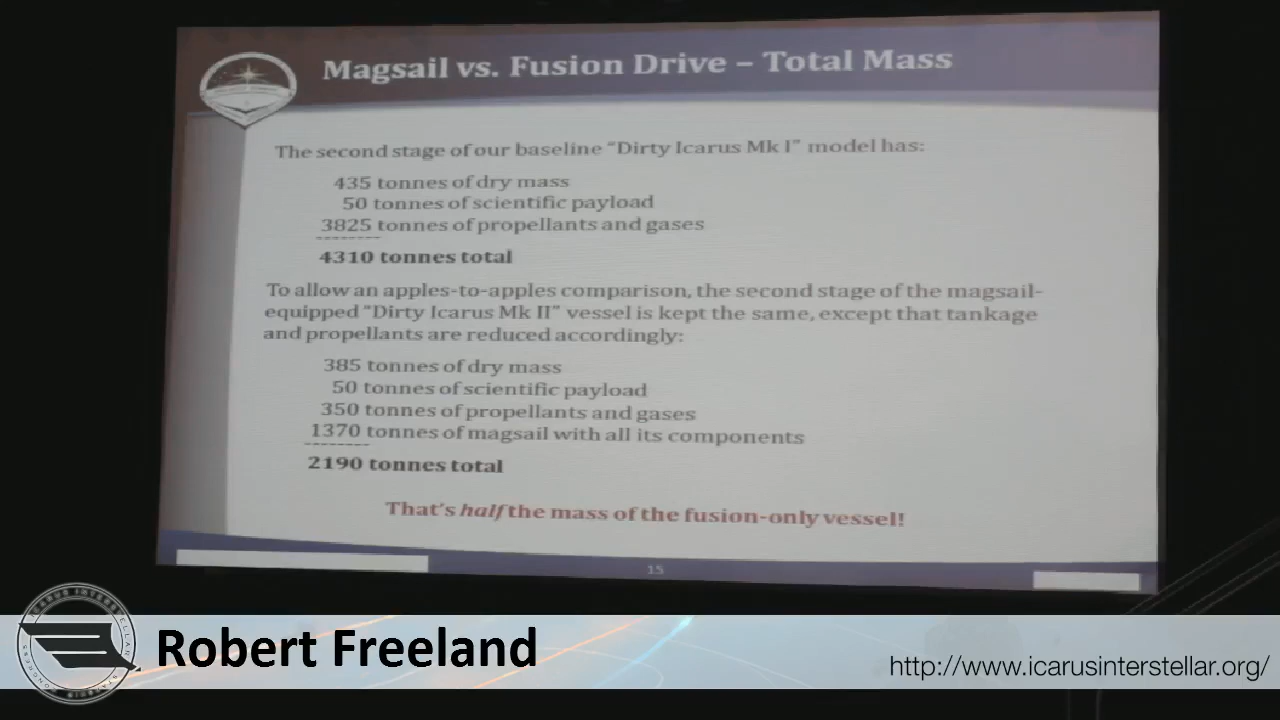 Magsail vs. Fusion Drive – Total Mass
The second stage of our baseline “Dirty Icarus Mk I” model has:
435 tonnes of dry mass
50 tonnes of scientific payload
3825 tonnes of propellants and gases
----------
4310 tonnes total
To allow an apples-to-apples comparison, the second stage of the magsail-
equipped “Dirty Icarus Mk II” vessel is kept the same, except that tankage
and propellants are reduced accordingly:
385 tonnes of dry mass
50 tonnes of scientific payload
350 tonnes of propellants and gases
1370 tonnes of magsail with all its components
----------
2190 tonnes total
That’s half the mass of the fusion-only vessel!
15
ICARUS INTERSTELLAR
STARSHIP CONGRESS
Robert Freeland
http://www.icarusinterstellar.org/